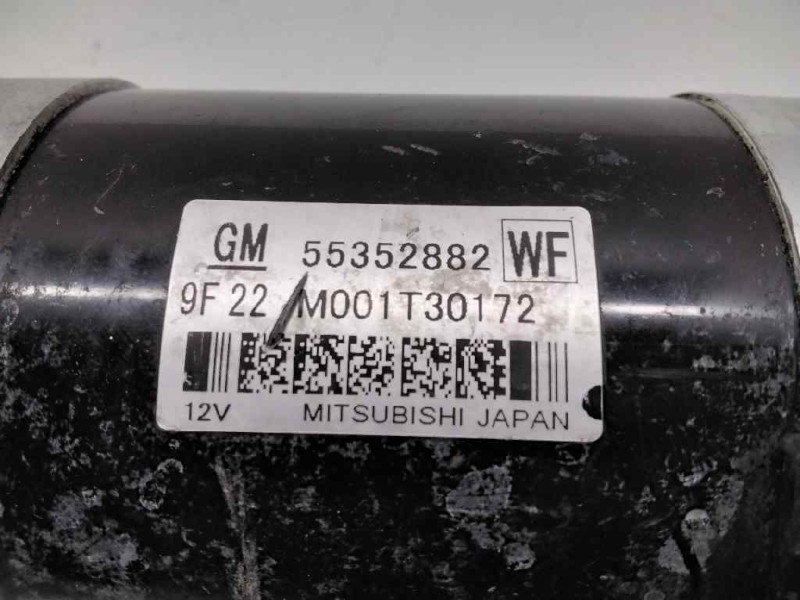 GM 55352882 WF
9F 22 M001T30172
12V MITSUBISHI JAPAN